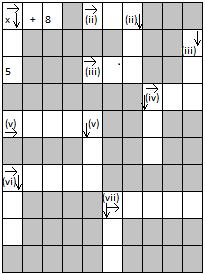 x + 8 (ii) (ii)
(iii)
5 (iii)
(iv)
(v) (v)
(vi)
(vii)